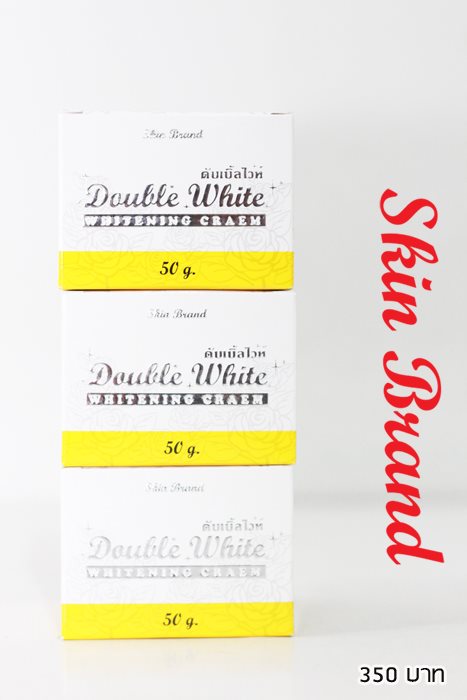 Skin Brand
ดับเบิ้ลไวท์
Double White
WHITENING CRAEM
50 g.
Skin Brand
ดับเบิ้ลไวท์
Double White
WHITENING CRAEM
50 g.
Skin Brand
ดับเบิ้ลไวท์
Double White
WHITENING CRAEM
50 g.
Skin Brand
350 บาท